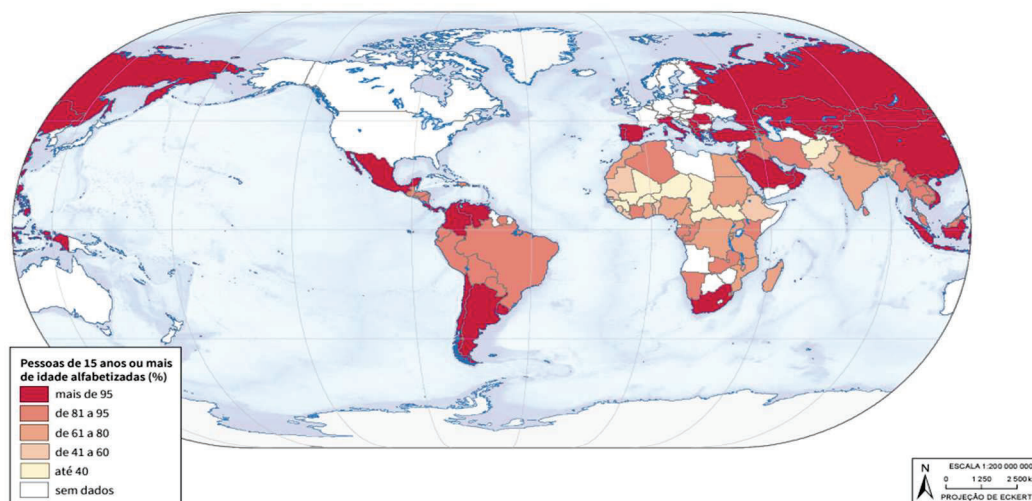 Pessoas de 15 anos ou mais
de idade alfabetizadas (%)
mais de 95
de 81 a 95
de 61 a 80
de 41 a 60
até 40
sem dados
N
ESCALA 1:200 000 000
0 1 250 2 500 km
PROJEÇÃO DE ECKERT